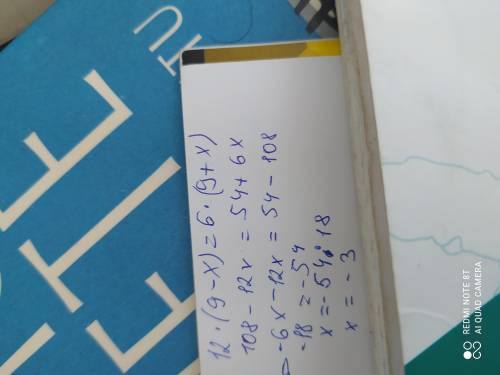 12·(9-x)=6·(9+x)
108-12x=54+6x
-6x-12x=54-108
-18=-54
x=-54:18
x=-3
REDMI NOTE 8T
AI QUAD CAMERA